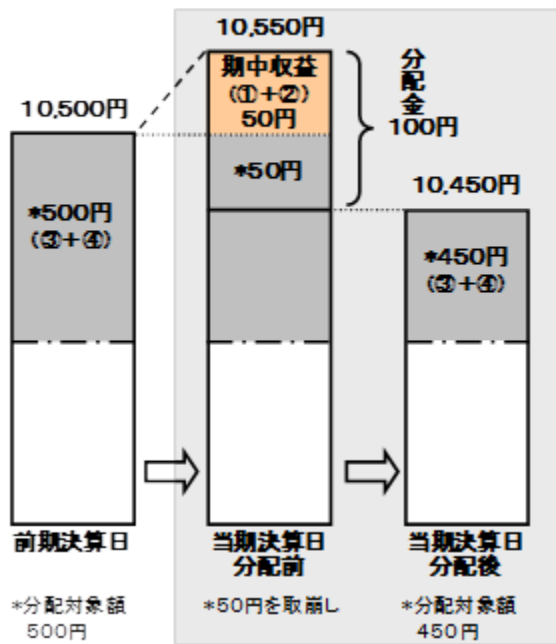 10,500円
*500円
(③+④)
前期決算日
*分配対象額
500円
10,550円
期中収益
(①+②)
50円
*50円
分配金
100円
当期決算日
分配前
*50円を取崩し
10,450円
*450円
(③+④)
当期決算日
分配後
*分配対象額
450円